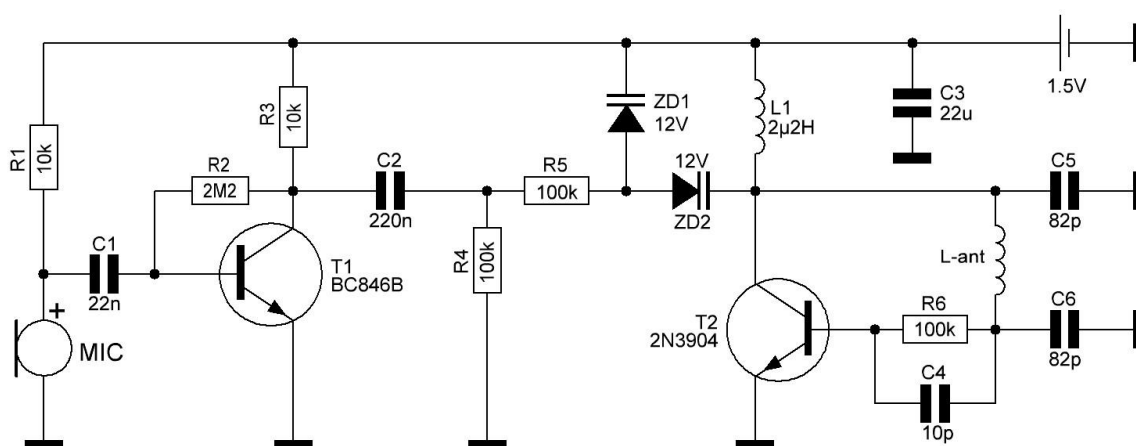 R1
10k
R3
10k
R2
2M2
C1
22n
+
MIC
T1
BC846B
C2
220n
R4
100k
R5
100k
ZD1
12V
12V
ZD2
L1
2µ2H
C3
22u
1.5V
C5
82p
L-ant
T2
2N3904
R6
100k
C4
10p
C6
82p